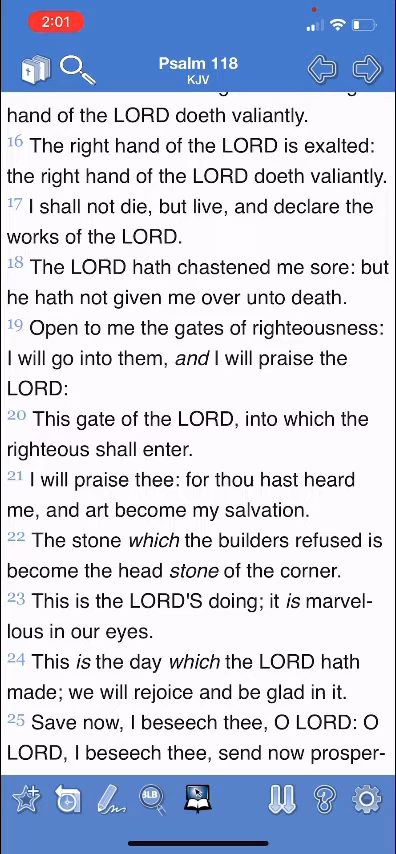 2:01
Psalm 118
KJV
hand of the LORD doeth valiantly.
16 The right hand of the LORD is exalted:
the right hand of the LORD doeth valiantly.
17 I shall not die, but live, and declare the
works of the LORD.
18 The LORD hath chastened me sore: but
he hath not given me over unto death.
19 Open to me the gates of righteousness:
I will go into them, and I will praise the
LORD:
20 This gate of the LORD, into which the
righteous shall enter.
21 I will praise thee: for thou hast heard
me, and art become my salvation.
22 The stone which the builders refused is
become the head stone of the corner.
23 This is the LORD'S doing; it is marvel-
lous in our eyes.
24 This is the day which the LORD hath
made; we will rejoice and be glad in it.
25 Save now, I beseech thee, O LORD: O
LORD, I beseech thee, send now prosper-
BLB